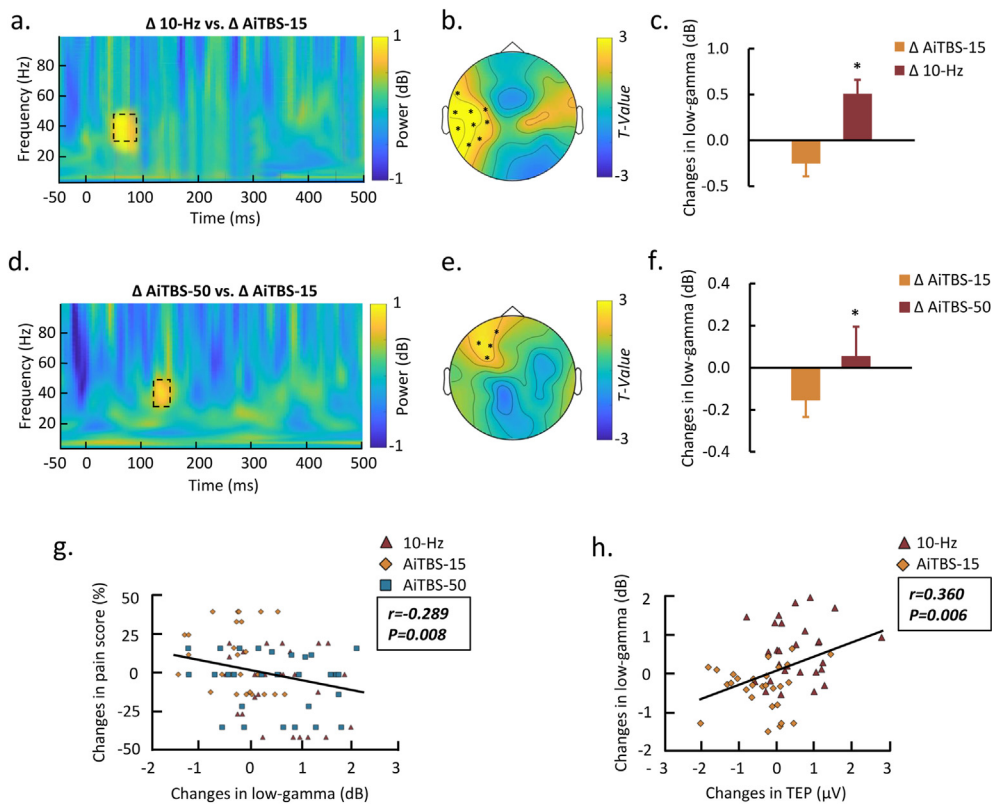 a.
Δ 10-Hz vs. Δ AiTBS-15
Frequency (Hz)
80
60
40
20
-50 0 100 200 300 400 500
Time (ms)
1
Power (dB)
-1
b.
3
T-Value
-3
c.
Changes in low-gamma (dB)
1.0
0.5
0.0
-0.5
Δ AiTBS-15
Δ 10-Hz
*
d.
Δ AiTBS-50 vs. Δ AiTBS-15
Frequency (Hz)
80
60
40
20
-50 0 100 200 300 400 500
Time (ms)
1
Power (dB)
-1
e.
3
T-Value
-3
f.
Changes in low-gamma (dB)
0.4
0.2
0.0
-0.2
-0.4
Δ AiTBS-15
Δ AiTBS-50
*
g.
10-Hz
AiTBS-15
AiTBS-50
r=-0.289
P=0.008
Changes in pain score (%)
50
25
0
-25
-50
-2 -1 0 1 2 3
Changes in low-gamma (dB)
h.
10-Hz
AiTBS-15
r=0.360
P=0.006
Changes in low-gamma (dB)
2
1
0
-1
-2
- 3 -2 -1 0 1 2 3
Changes in TEP (μV)